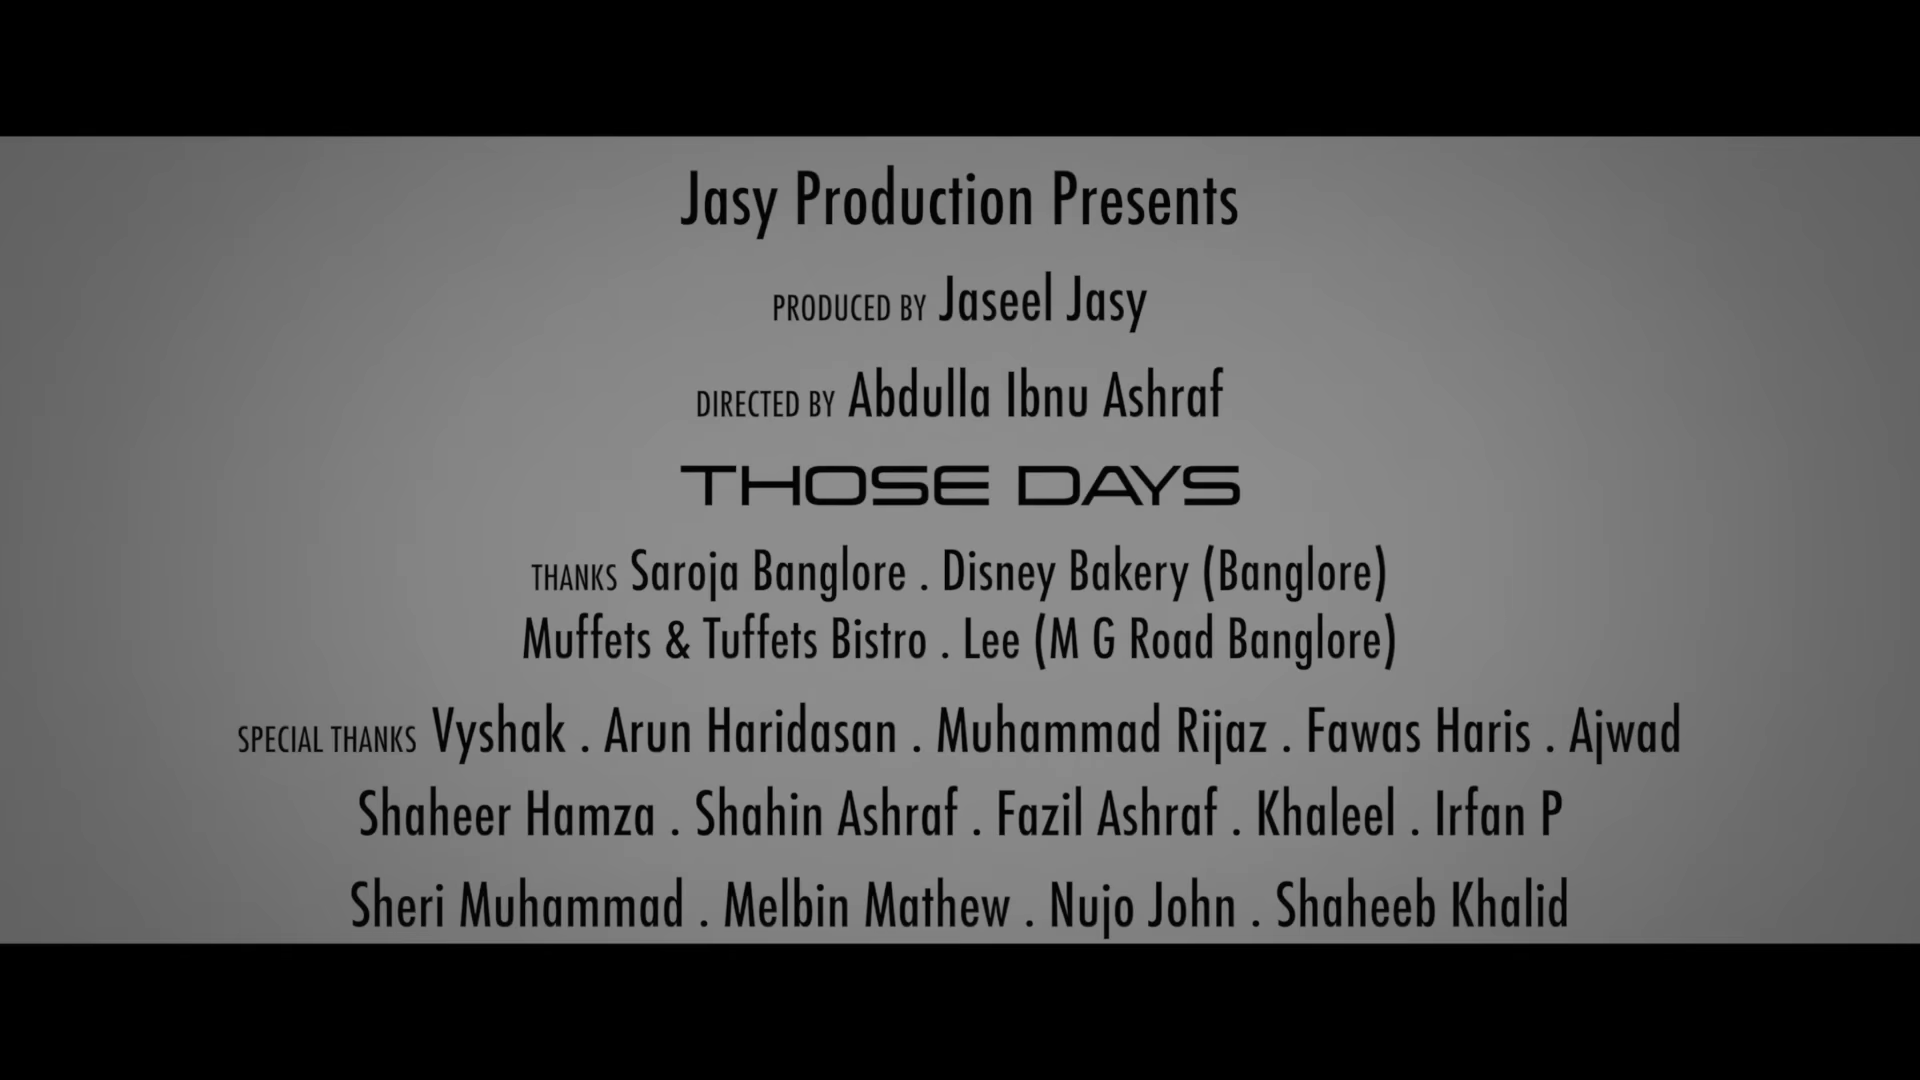 Jasy Production Presents
PRODUCED BY Jaseel Jasy
DIRECTED BY Abdulla Ibnu Ashraf
THOSE DAYS
THANKS Saroja Banglore . Disney Bakery (Banglore)
Muffets & Tuffets Bistro . Lee (M G Road Banglore)
SPECIAL THANKS Vyshak . Arun Haridasan . Muhammad Rijaz . Fawas Haris . Ajwad
Shaheer Hamza . Shahin Ashraf . Fazil Ashraf . Khaleel . Irfan P
Sheri Muhammad . Melbin Mathew . Nujo John . Shaheeb Khalid